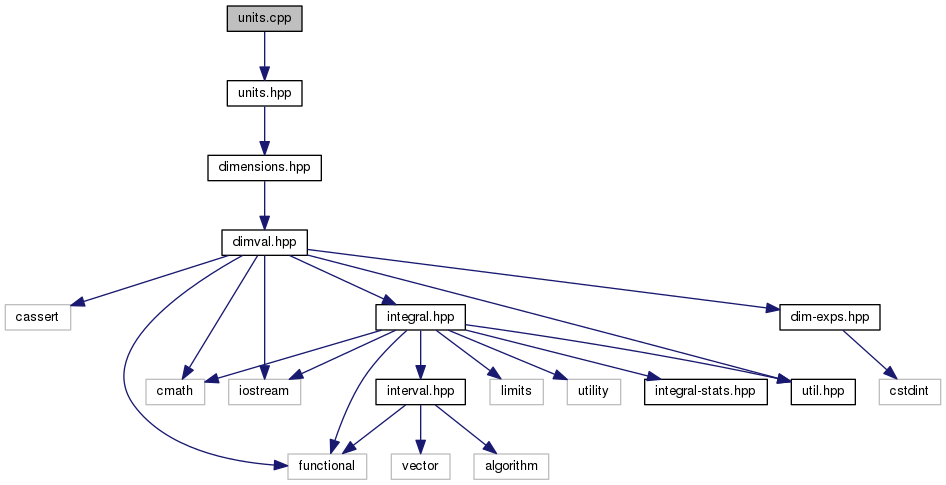 units.cpp
units.hpp
dimensions.hpp
dimval.hpp
cassert
integral.hpp
dim-exps.hpp
cmath
iostream
interval.hpp
limits
utility
integral-stats.hpp
util.hpp
cstdint
functional
vector
algorithm